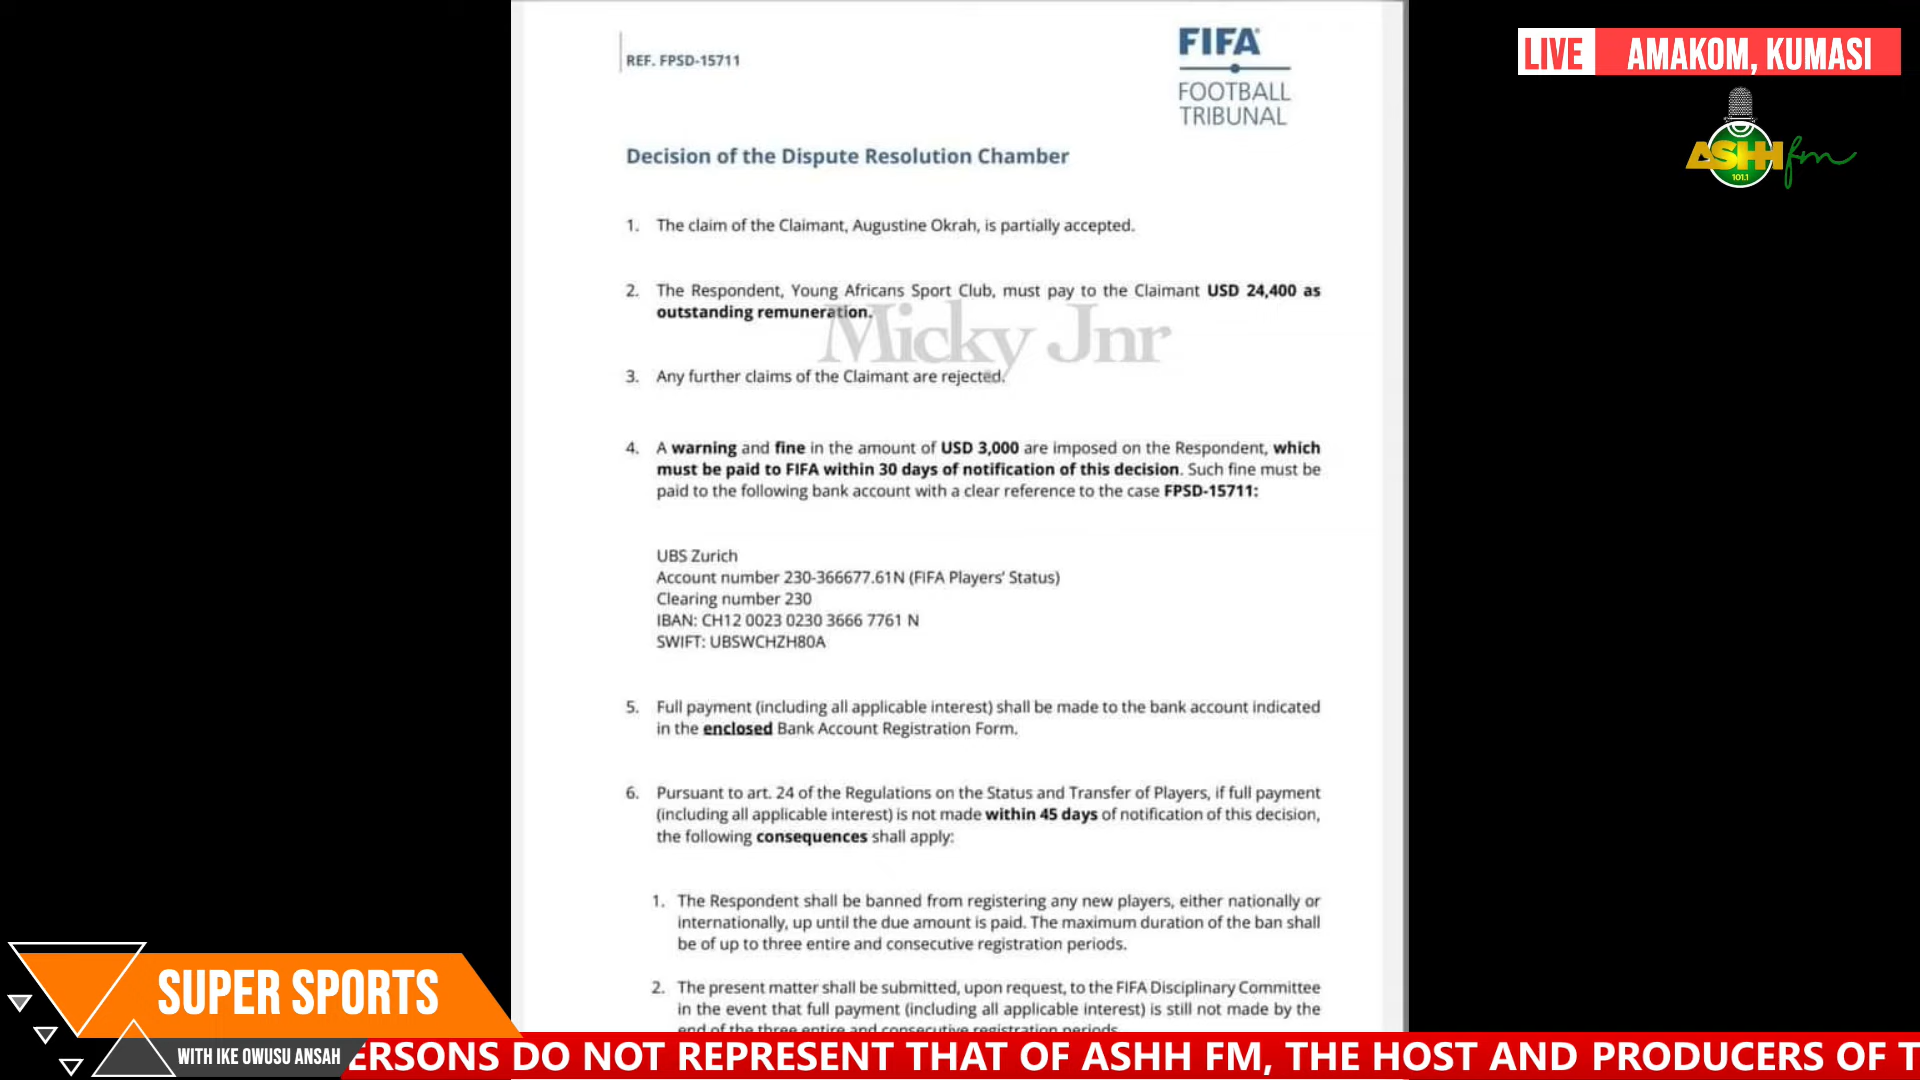 REF. FPSD-15711
FIFA
FOOTBALL
TRIBUNAL
LIVE AMAKOM, KUMASI
ASHH fm
101.1
Decision of the Dispute Resolution Chamber
1. The claim of the Claimant, Augustine Okrah, is partially accepted.
2. The Respondent, Young Africans Sport Club, must pay to the Claimant USD 24,400 as
outstanding remuneration.
Micky Jnr
3. Any further claims of the Claimant are rejected.
4. A warning and fine in the amount of USD 3,000 are imposed on the Respondent, which
must be paid to FIFA within 30 days of notification of this decision. Such fine must be
paid to the following bank account with a clear reference to the case FPSD-15711:
UBS Zurich
Account number 230-366677.61N (FIFA Players' Status)
Clearing number 230
IBAN: CH12 0023 0230 3666 7761 N
SWIFT: UBSWCHZH80A
5. Full payment (including all applicable interest) shall be made to the bank account indicated
in the enclosed Bank Account Registration Form.
6. Pursuant to art. 24 of the Regulations on the Status and Transfer of Players, if full payment
(including all applicable interest) is not made within 45 days of notification of this decision,
the following consequences shall apply:
1. The Respondent shall be banned from registering any new players, either nationally or
internationally, up until the due amount is paid. The maximum duration of the ban shall
be of up to three entire and consecutive registration periods.
2. The present matter shall be submitted, upon request, to the FIFA Disciplinary Committee
in the event that full payment (including all applicable interest) is still not made by the
end of the three entire and consecutive registration periods.
SUPER SPORTS
WITH IKE OWUSU ANSAH
ERSONS DO NOT REPRESENT THAT OF ASHH FM, THE HOST AND PRODUCERS OF T